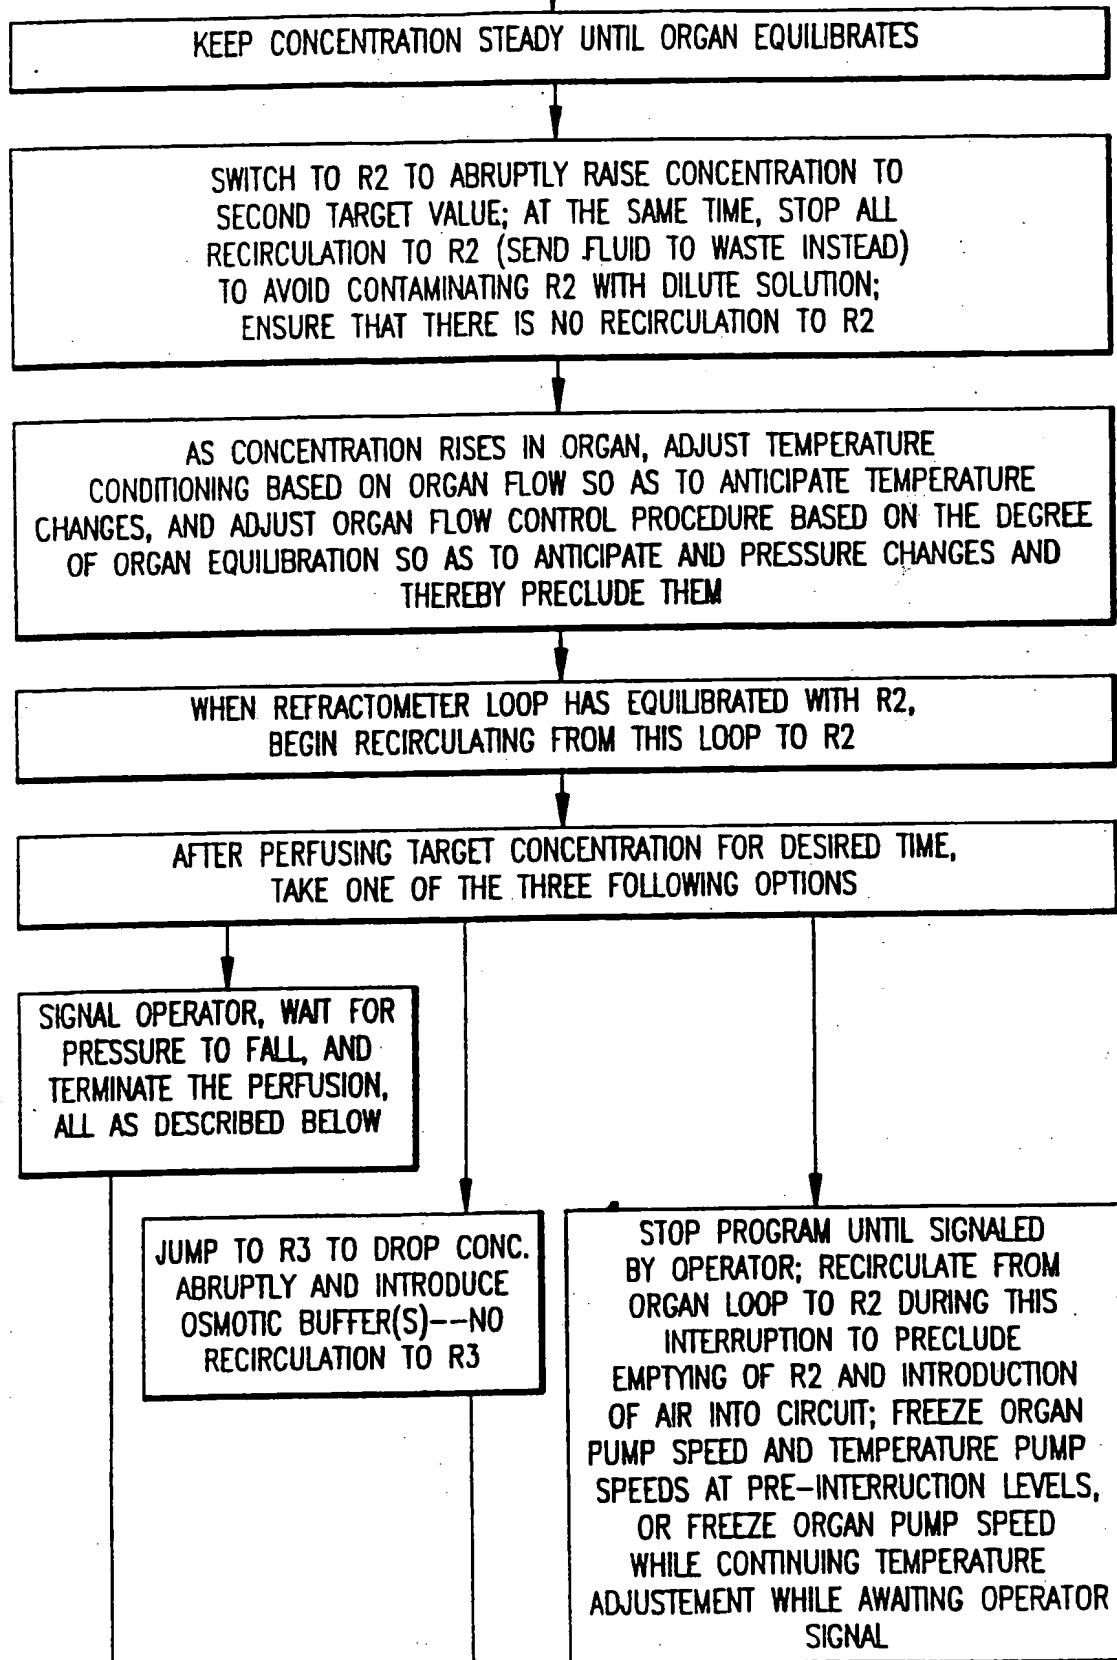 KEEP CONCENTRATION STEADY UNTIL ORGAN EQUILIBRATES
SWITCH TO R2 TO ABRUPTLY RAISE CONCENTRATION TO
SECOND TARGET VALUE; AT THE SAME TIME, STOP ALL
RECIRCULATION TO R2 (SEND FLUID TO WASTE INSTEAD)
TO AVOID CONTAMINATING R2 WITH DILUTE SOLUTION;
ENSURE THAT THERE IS NO RECIRCULATION TO R2
AS CONCENTRATION RISES IN ORGAN, ADJUST TEMPERATURE
CONDITIONING BASED ON ORGAN FLOW SO AS TO ANTICIPATE TEMPERATURE
CHANGES, AND ADJUST ORGAN FLOW CONTROL PROCEDURE BASED ON THE DEGREE
OF ORGAN EQUILIBRATION SO AS TO ANTICIPATE AND PRESSURE CHANGES AND
THEREBY PRECLUDE THEM
WHEN REFRACTOMETER LOOP HAS EQUILIBRATED WITH R2,
BEGIN RECIRCULATING FROM THIS LOOP TO R2
AFTER PERFUSING TARGET CONCENTRATION FOR DESIRED TIME,
TAKE ONE OF THE THREE FOLLOWING OPTIONS
SIGNAL OPERATOR, WAIT FOR
PRESSURE TO FALL, AND
TERMINATE THE PERFUSION,
ALL AS DESCRIBED BELOW
JUMP TO R3 TO DROP CONC.
ABRUPTLY AND INTRODUCE
OSMOTIC BUFFER(S)--NO
RECIRCULATION TO R3
STOP PROGRAM UNTIL SIGNALED
BY OPERATOR; RECIRCULATE FROM
ORGAN LOOP TO R2 DURING THIS
INTERRUPTION TO PRECLUDE
EMPTYING OF R2 AND INTRODUCTION
OF AIR INTO CIRCUIT; FREEZE ORGAN
PUMP SPEED AND TEMPERATURE PUMP
SPEEDS AT PRE-INTERRUCTION LEVELS,
OR FREEZE ORGAN PUMP SPEED
WHILE CONTINUING TEMPERATURE
ADJUSTEMENT WHILE AWAITING OPERATOR
SIGNAL